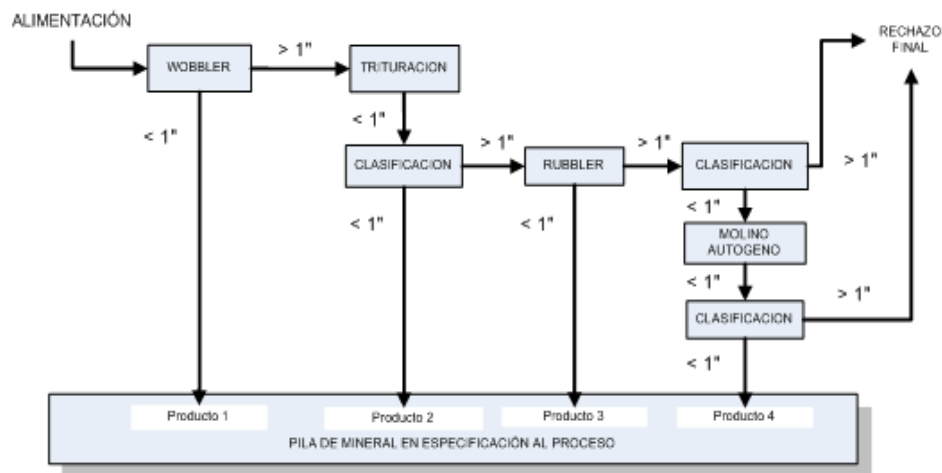 ALIMENTACIÓN
RECHAZO
FINAL
WOBBLER
> 1"
TRITURACION
< 1"
< 1"
CLASIFICACION
> 1"
RUBBLER
> 1"
CLASIFICACION
> 1"
< 1"
< 1"
< 1"
MOLINO
AUTOGENO
< 1"
> 1"
CLASIFICACION
< 1"
Producto 1
Producto 2
Producto 3
Producto 4
PILA DE MINERAL EN ESPECIFICACIÓN AL PROCESO